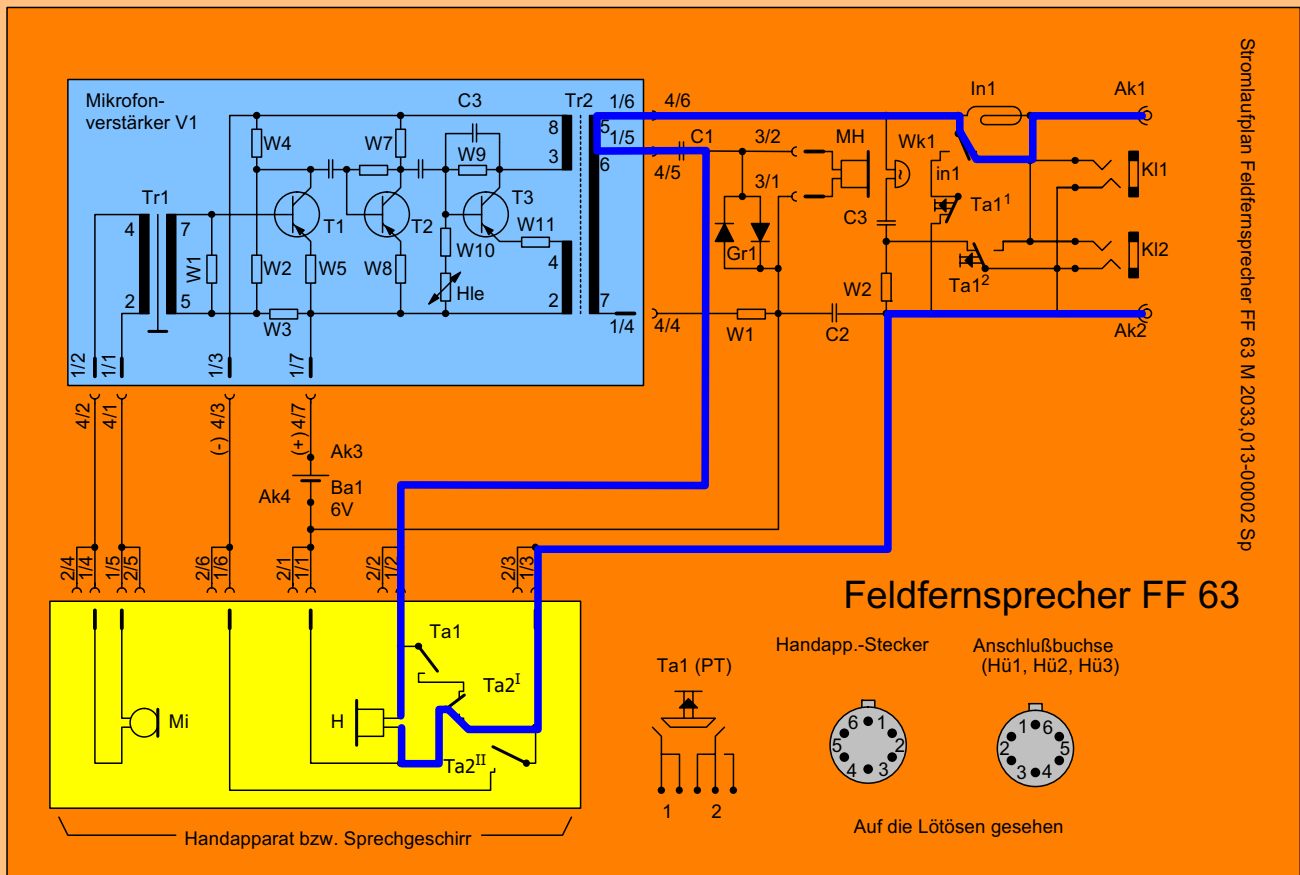 Mikrofon-
verstärker V1
C3
Tr2
1/6
4/6
In1
Ak1
Stromlaufplan Feldfernsprecher FF 63 M 2033,013-00002 Sp
W4
W7
8
5
1/5
C1
3/2
MH
Wk1
W9
3
4/5
6
in1
Kl1
Tr1
T3
3/1
Ta1¹
4
7
T1
T2
W11
C3
W1
W10
Gr1
Kl2
W2
W5
W8
4
W2
Ta1²
Hle
2
5
2
7
W3
1/4
4/4
W1
C2
Ak2
1/2
1/1
1/3
1/7
4/2
4/1
(-) 4/3
(+) 4/7
Ak3
Ak4
Ba1
6V
2/4
1/4
1/5
2/5
2/6
1/6
2/1
1/1
2/2
1/2
2/3
1/3
Feldfernsprecher FF 63
Ta1
Ta2ᴵ
H
Mi
Ta2ᴵᴵ
Ta1 (PT)
1 2
Handapp.-Stecker
6 1
5 2
4 3
Anschlußbuchse
(Hü1, Hü2, Hü3)
1 6
2 5
3 4
Handapparat bzw. Sprechgeschirr
Auf die Lötösen gesehen